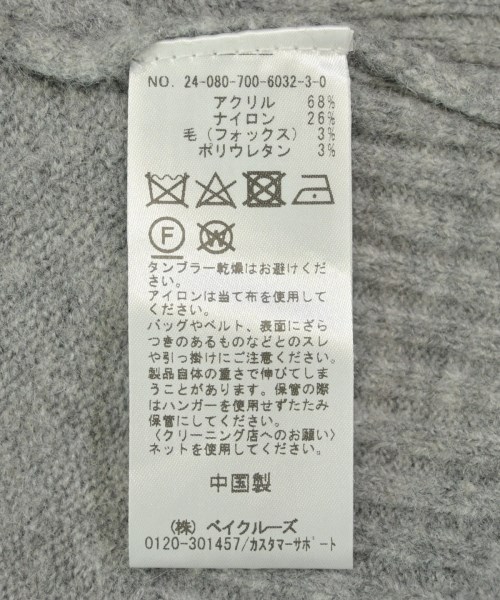 NO. 24-080-700-6032-3-0
アクリル 68%
ナイロン 26%
毛(フォックス) 3%
ポリウレタン 3%
F W
タンブラー乾燥はお避けくだ
さい。
アイロンは当て布を使用して
ください。
バッグやベルト、表面にざら
つきのあるものなどとのスレ
や引っ掛けにご注意ください。
製品自体の重さで伸びてしま
うことがあります。保管の際
はハンガーを使用せずたたみ
保管にしてください。
〈クリーニング店へのお願い〉
ネットを使用してください。
中国製
(株) ベイクルーズ
0120-301457/カスタマーサポート